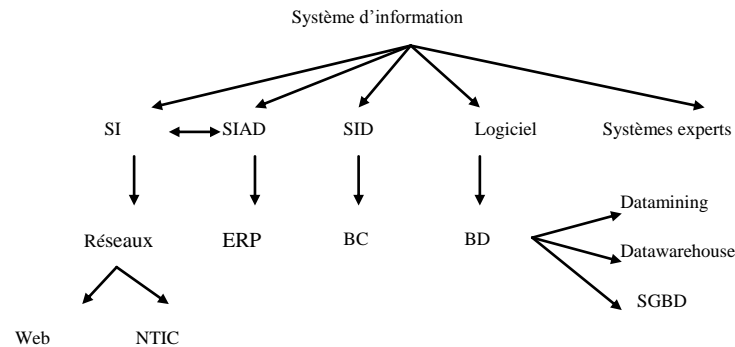 Système d'information
SI SIAD SID Logiciel Systèmes experts
Datamining
Réseaux ERP BC BD Datawarehouse
SGBD
Web NTIC